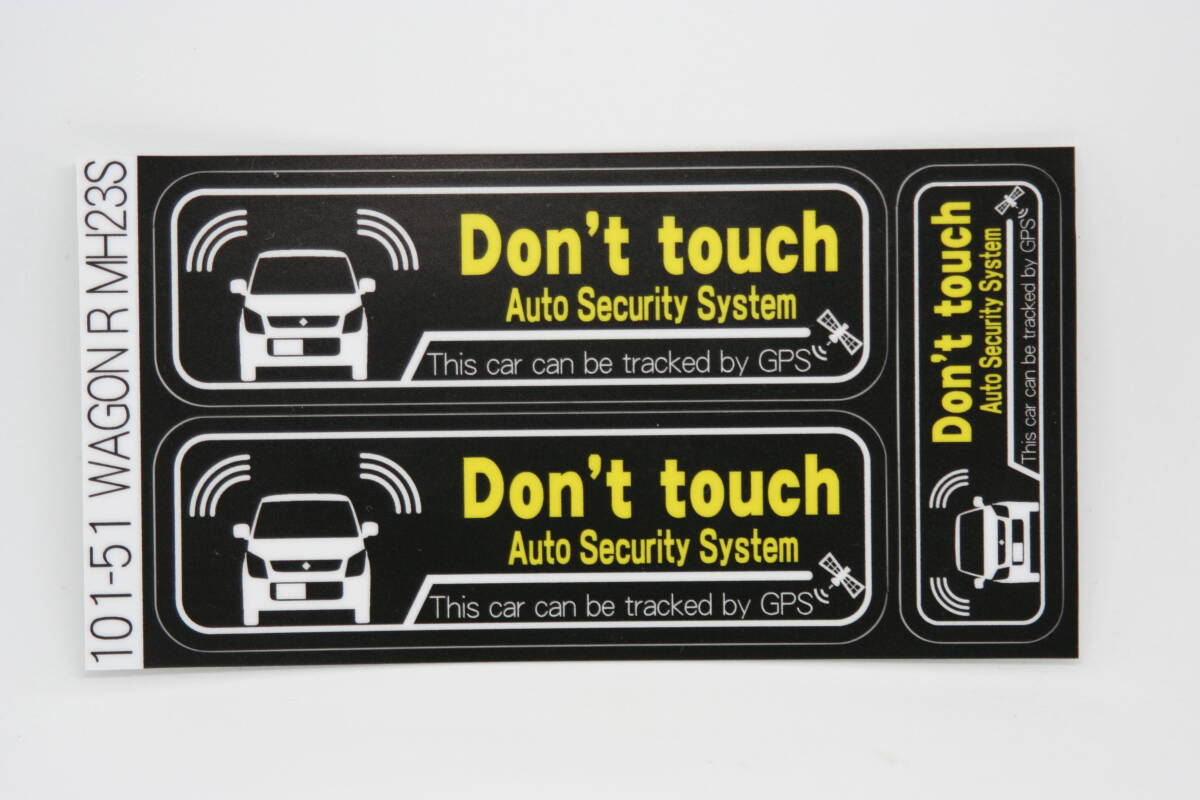 101-51 WAGON R MH23S
Don't touch
Auto Security System
This car can be tracked by GPS
Don't touch
Auto Security System
This car can be tracked by GPS
Don't touch
Auto Security System
This car can be tracked by GPS